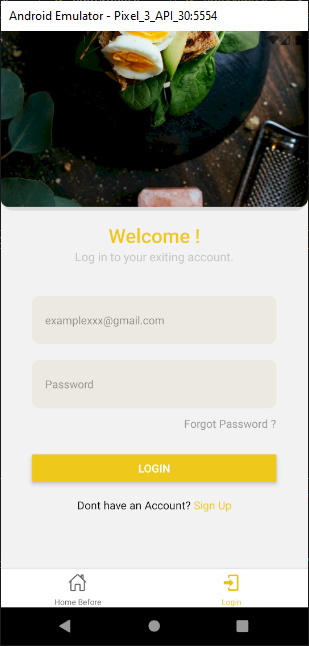 Android Emulator - Pixel_3_API_30:5554
Welcome !
Log in to your exiting account.
examplexxx@gmail.com
Password
Forgot Password ?
LOGIN
Dont have an Account? Sign Up
Home Before
Login